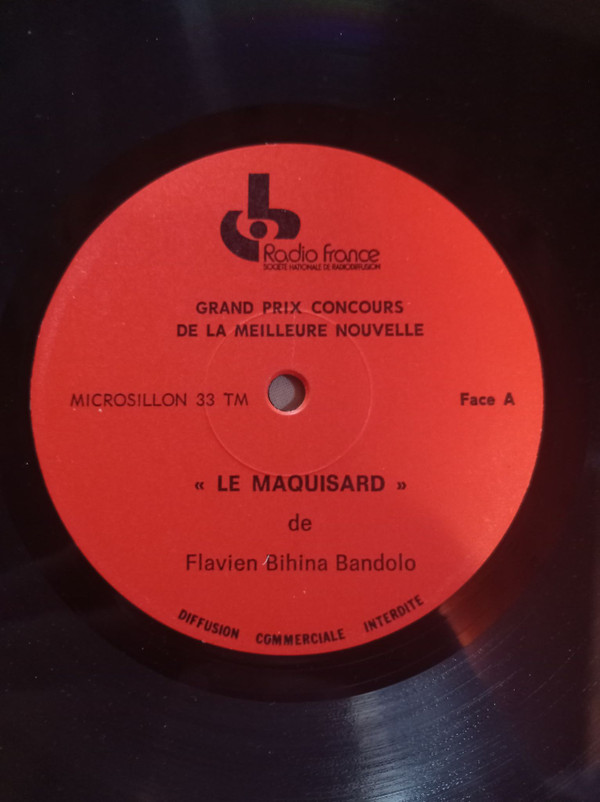 Radio france
SOCIÉTÉ NATIONALE DE RADIODIFFUSION
GRAND PRIX CONCOURS
DE LA MEILLEURE NOUVELLE
MICROSILLON 33 TM
Face A
« LE MAQUISARD »
de
Flavien Bihina Bandolo
DIFFUSION COMMERCIALE INTERDITE